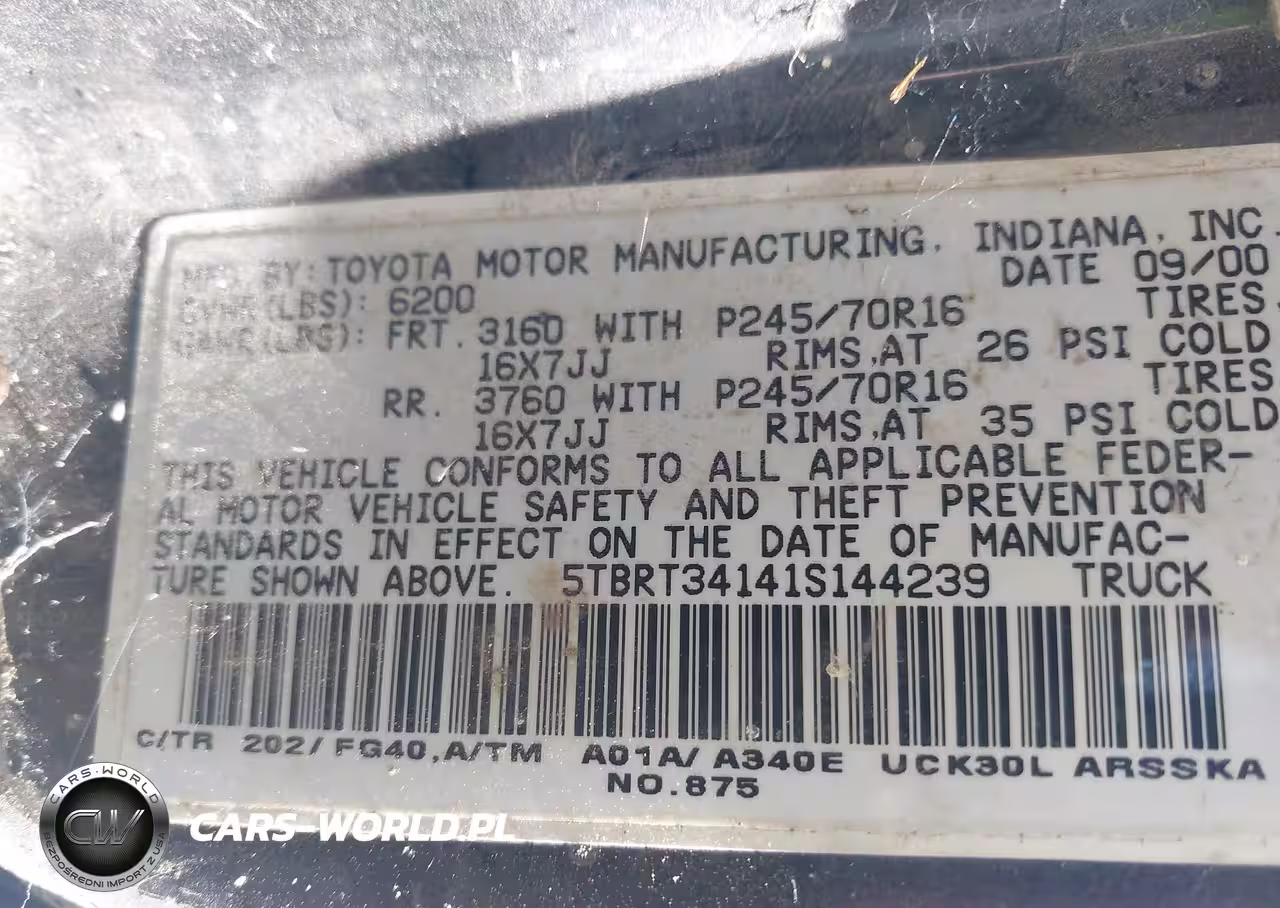 MFD. BY: TOYOTA MOTOR MANUFACTURING, INDIANA, INC.
GVWR(LBS): 6200 DATE 09/00
GAWR(LBS): FRT. 3160 WITH P245/70R16 TIRES,
16X7JJ RIMS,AT 26 PSI COLD
RR. 3760 WITH P245/70R16 TIRES
16X7JJ RIMS,AT 35 PSI COLD
THIS VEHICLE CONFORMS TO ALL APPLICABLE FEDER-
AL MOTOR VEHICLE SAFETY AND THEFT PREVENTION
STANDARDS IN EFFECT ON THE DATE OF MANUFAC-
TURE SHOWN ABOVE. 5TBRT34141S144239 TRUCK
C/TR 202/FG40,A/TM A01A/A340E UCK30L ARSSKA
NO.875
CARS-WORLD
CW
BEZPOŚREDNI IMPORT Z USA
CARS-WORLD.PL